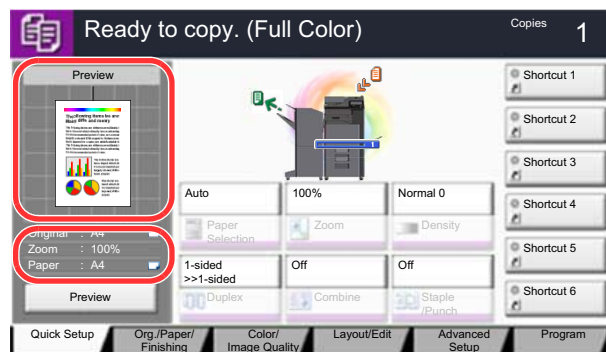 Ready to copy. (Full Color)
Copies 1
Preview
Original : A4
Zoom : 100%
Paper : A4
Preview
1
Auto
Paper
Selection
100%
Zoom
Normal 0
Density
1-sided
>>1-sided
Duplex
Off
Combine
Off
Staple
/Punch
Shortcut 1
Shortcut 2
Shortcut 3
Shortcut 4
Shortcut 5
Shortcut 6
Quick Setup
Org./Paper/
Finishing
Color/
Image Quality
Layout/Edit
Advanced
Setup
Program